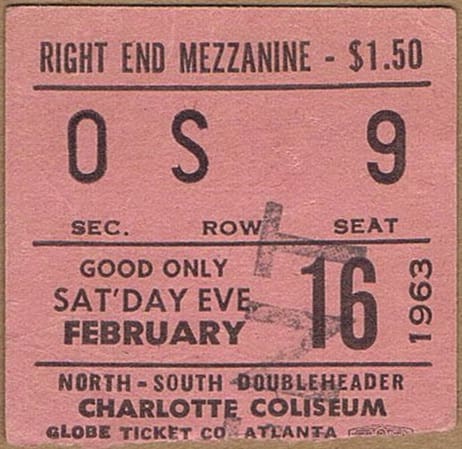 RIGHT END MEZZANINE - $1.50
O S 9
SEC. ROW SEAT
GOOD ONLY
SAT'DAY EVE
FEBRUARY
16
1963
NORTH - SOUTH DOUBLEHEADER
CHARLOTTE COLISEUM
GLOBE TICKET CO ATLANTA